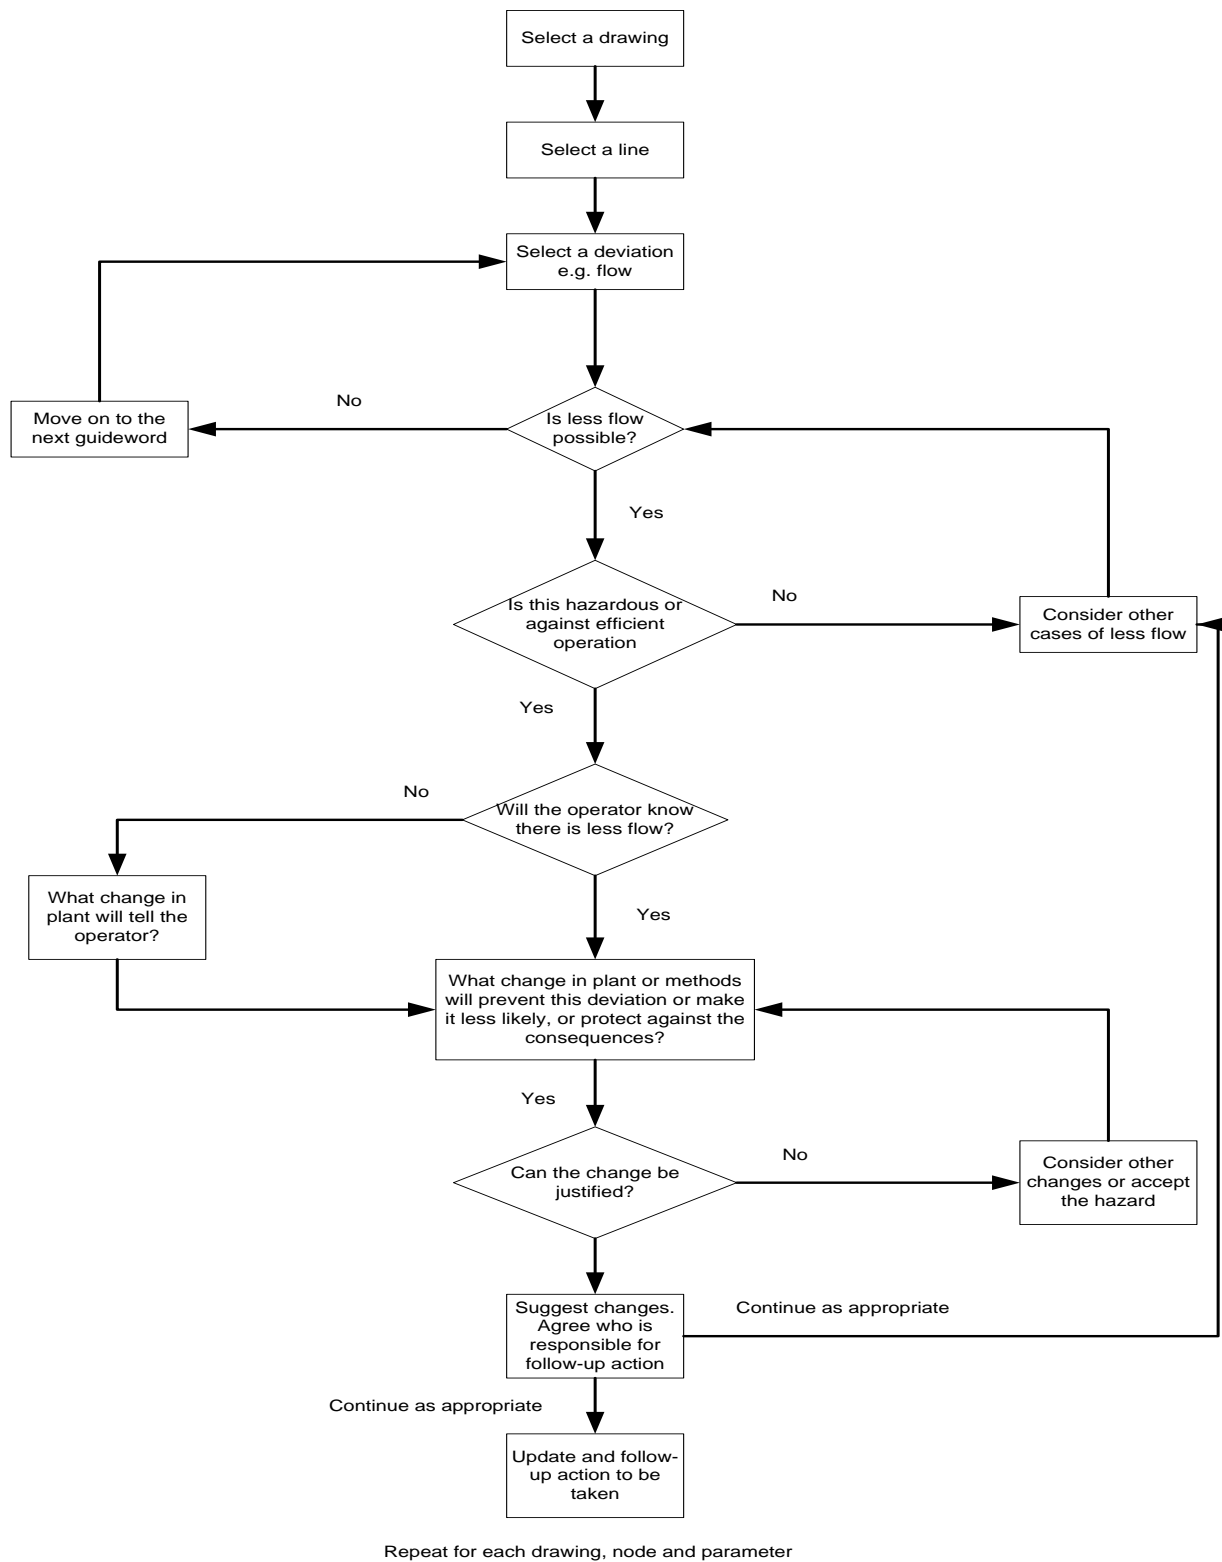 Select a drawing
Select a line
Select a deviation
e.g. flow
No
Is less flow
possible?
Move on to the
next guideword
Yes
Is this hazardous or
against efficient
operation
No
Consider other
cases of less flow
Yes
No
Will the operator know
there is less flow?
What change in
plant will tell the
operator?
Yes
What change in plant or methods
will prevent this deviation or make
it less likely, or protect against the
consequences?
Yes
Can the change be
justified?
No
Consider other
changes or accept
the hazard
Suggest changes.
Agree who is
responsible for
follow-up action
Continue as appropriate
Continue as appropriate
Update and follow-
up action to be
taken
Repeat for each drawing, node and parameter